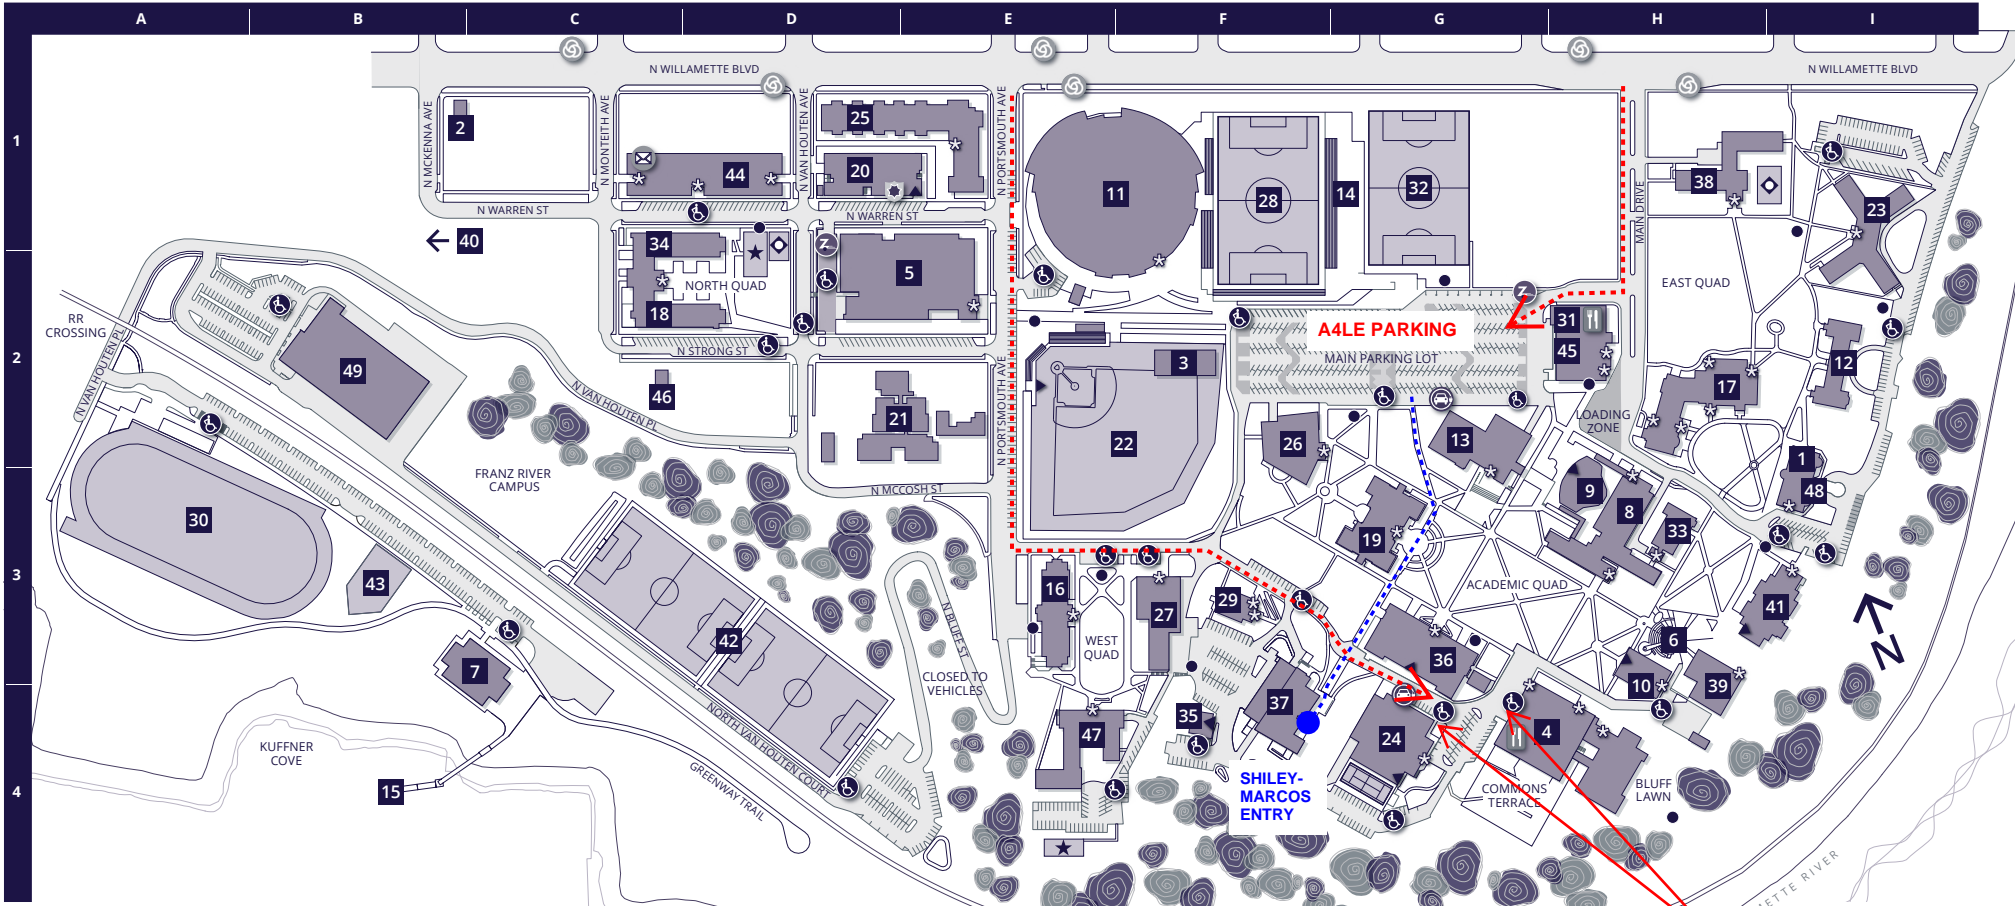 A B C D E F G H I
N WILLAMETTE BLVD
N WILLAMETTE BLVD
1
2
3
4
N MCKENNA AVE
N MONTEITH AVE
N VAN HOUTEN AVE
N PORTSMOUTH AVE
MAIN DRIVE
2
25
44
20
11
28
14
32
38
23
N WARREN ST
N WARREN ST
40
34
5
NORTH QUAD
18
EAST QUAD
RR
CROSSING
N VAN HOUTEN PL
49
N STRONG ST
46
N VAN HOUTEN PL
21
N PORTSMOUTH AVE
3
22
Z
Z
A4LE PARKING
MAIN PARKING LOT
31
45
12
17
LOADING
ZONE
26
13
1
48
FRANZ RIVER
CAMPUS
N MCCOSH ST
30
9
8
33
19
43
16
27
29
ACADEMIC QUAD
41
6
N
42
N BLUFF ST
WEST
QUAD
7
36
10
39
CLOSED TO
VEHICLES
37
35
47
24
4
KUFFNER
COVE
15
NORTH VAN HOUTEN COURT
GREENWAY TRAIL
SHILEY-
MARCOS
ENTRY
COMMONS
TERRACE
BLUFF
LAWN
ETTE RIVER